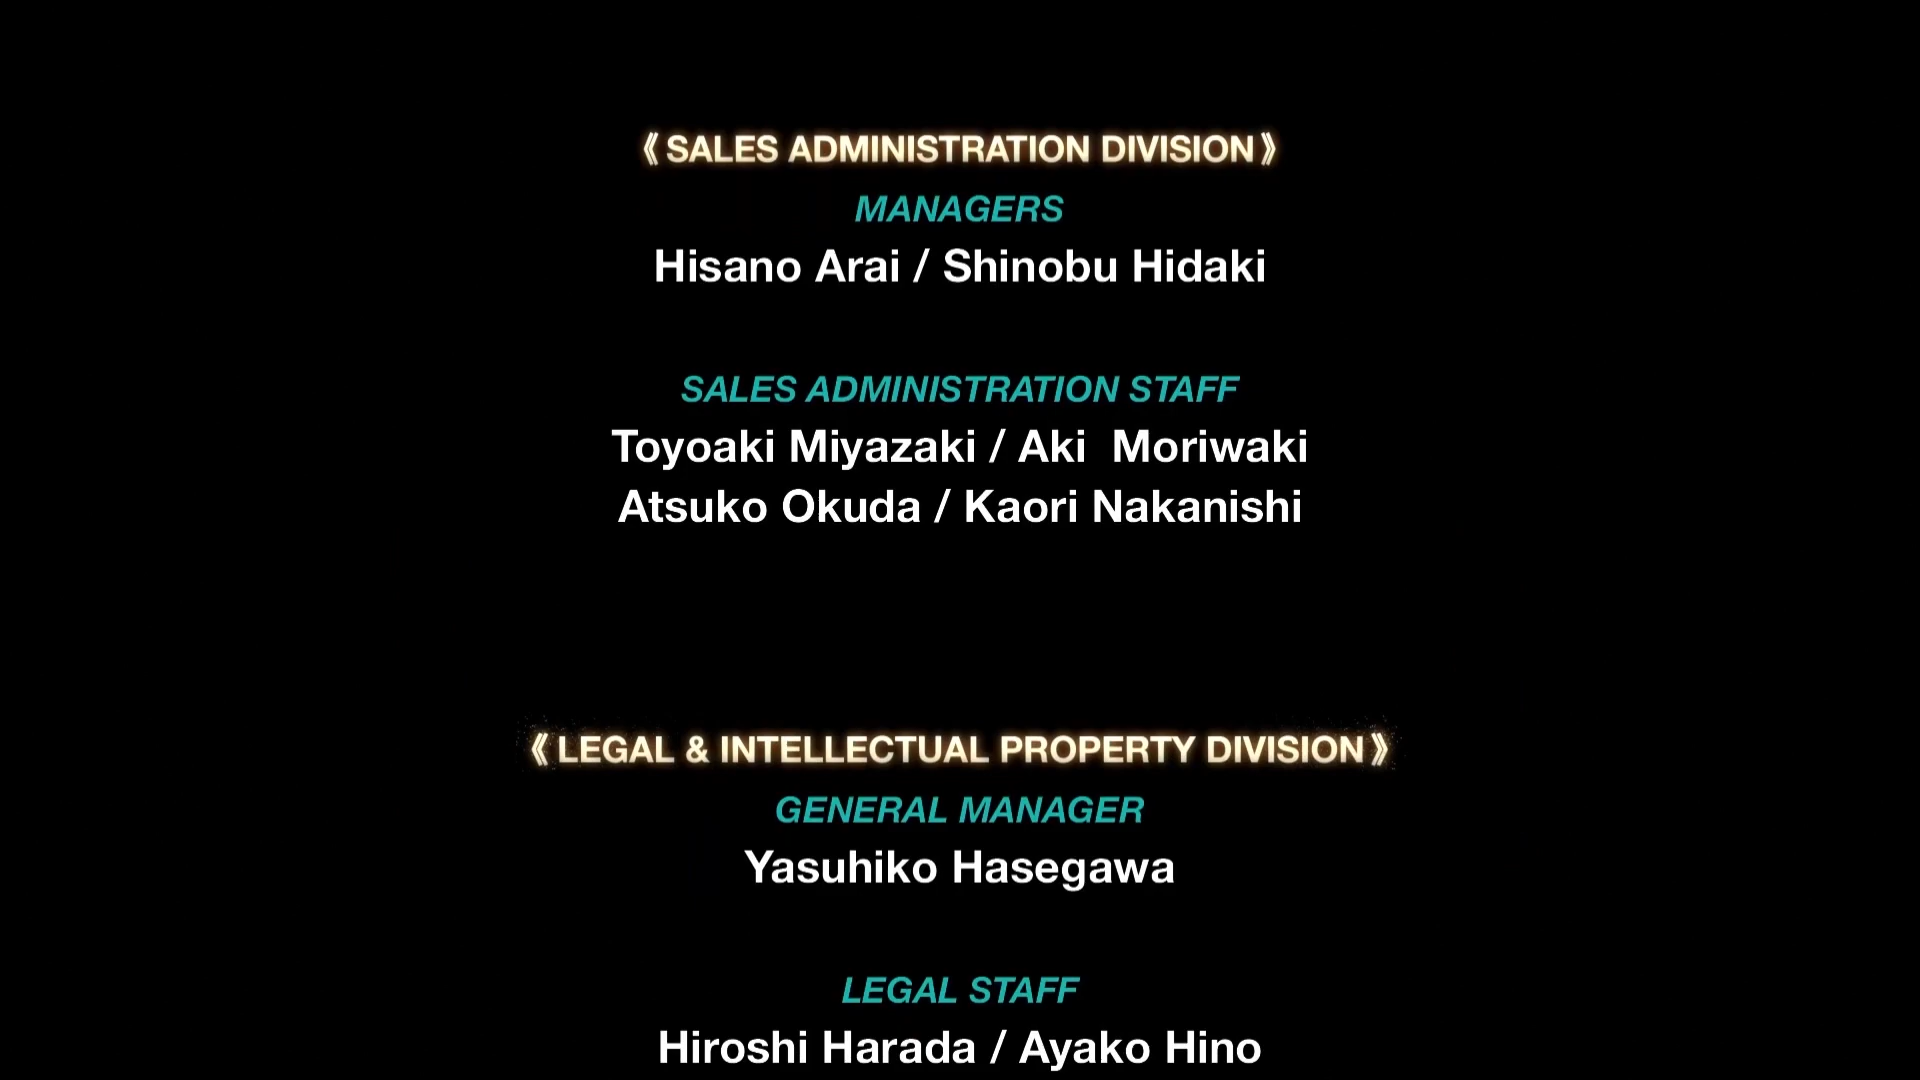 《SALES ADMINISTRATION DIVISION》
MANAGERS
Hisano Arai / Shinobu Hidaki
SALES ADMINISTRATION STAFF
Toyoaki Miyazaki / Aki  Moriwaki
Atsuko Okuda / Kaori Nakanishi
《LEGAL & INTELLECTUAL PROPERTY DIVISION》
GENERAL MANAGER
Yasuhiko Hasegawa
LEGAL STAFF
Hiroshi Harada / Ayako Hino